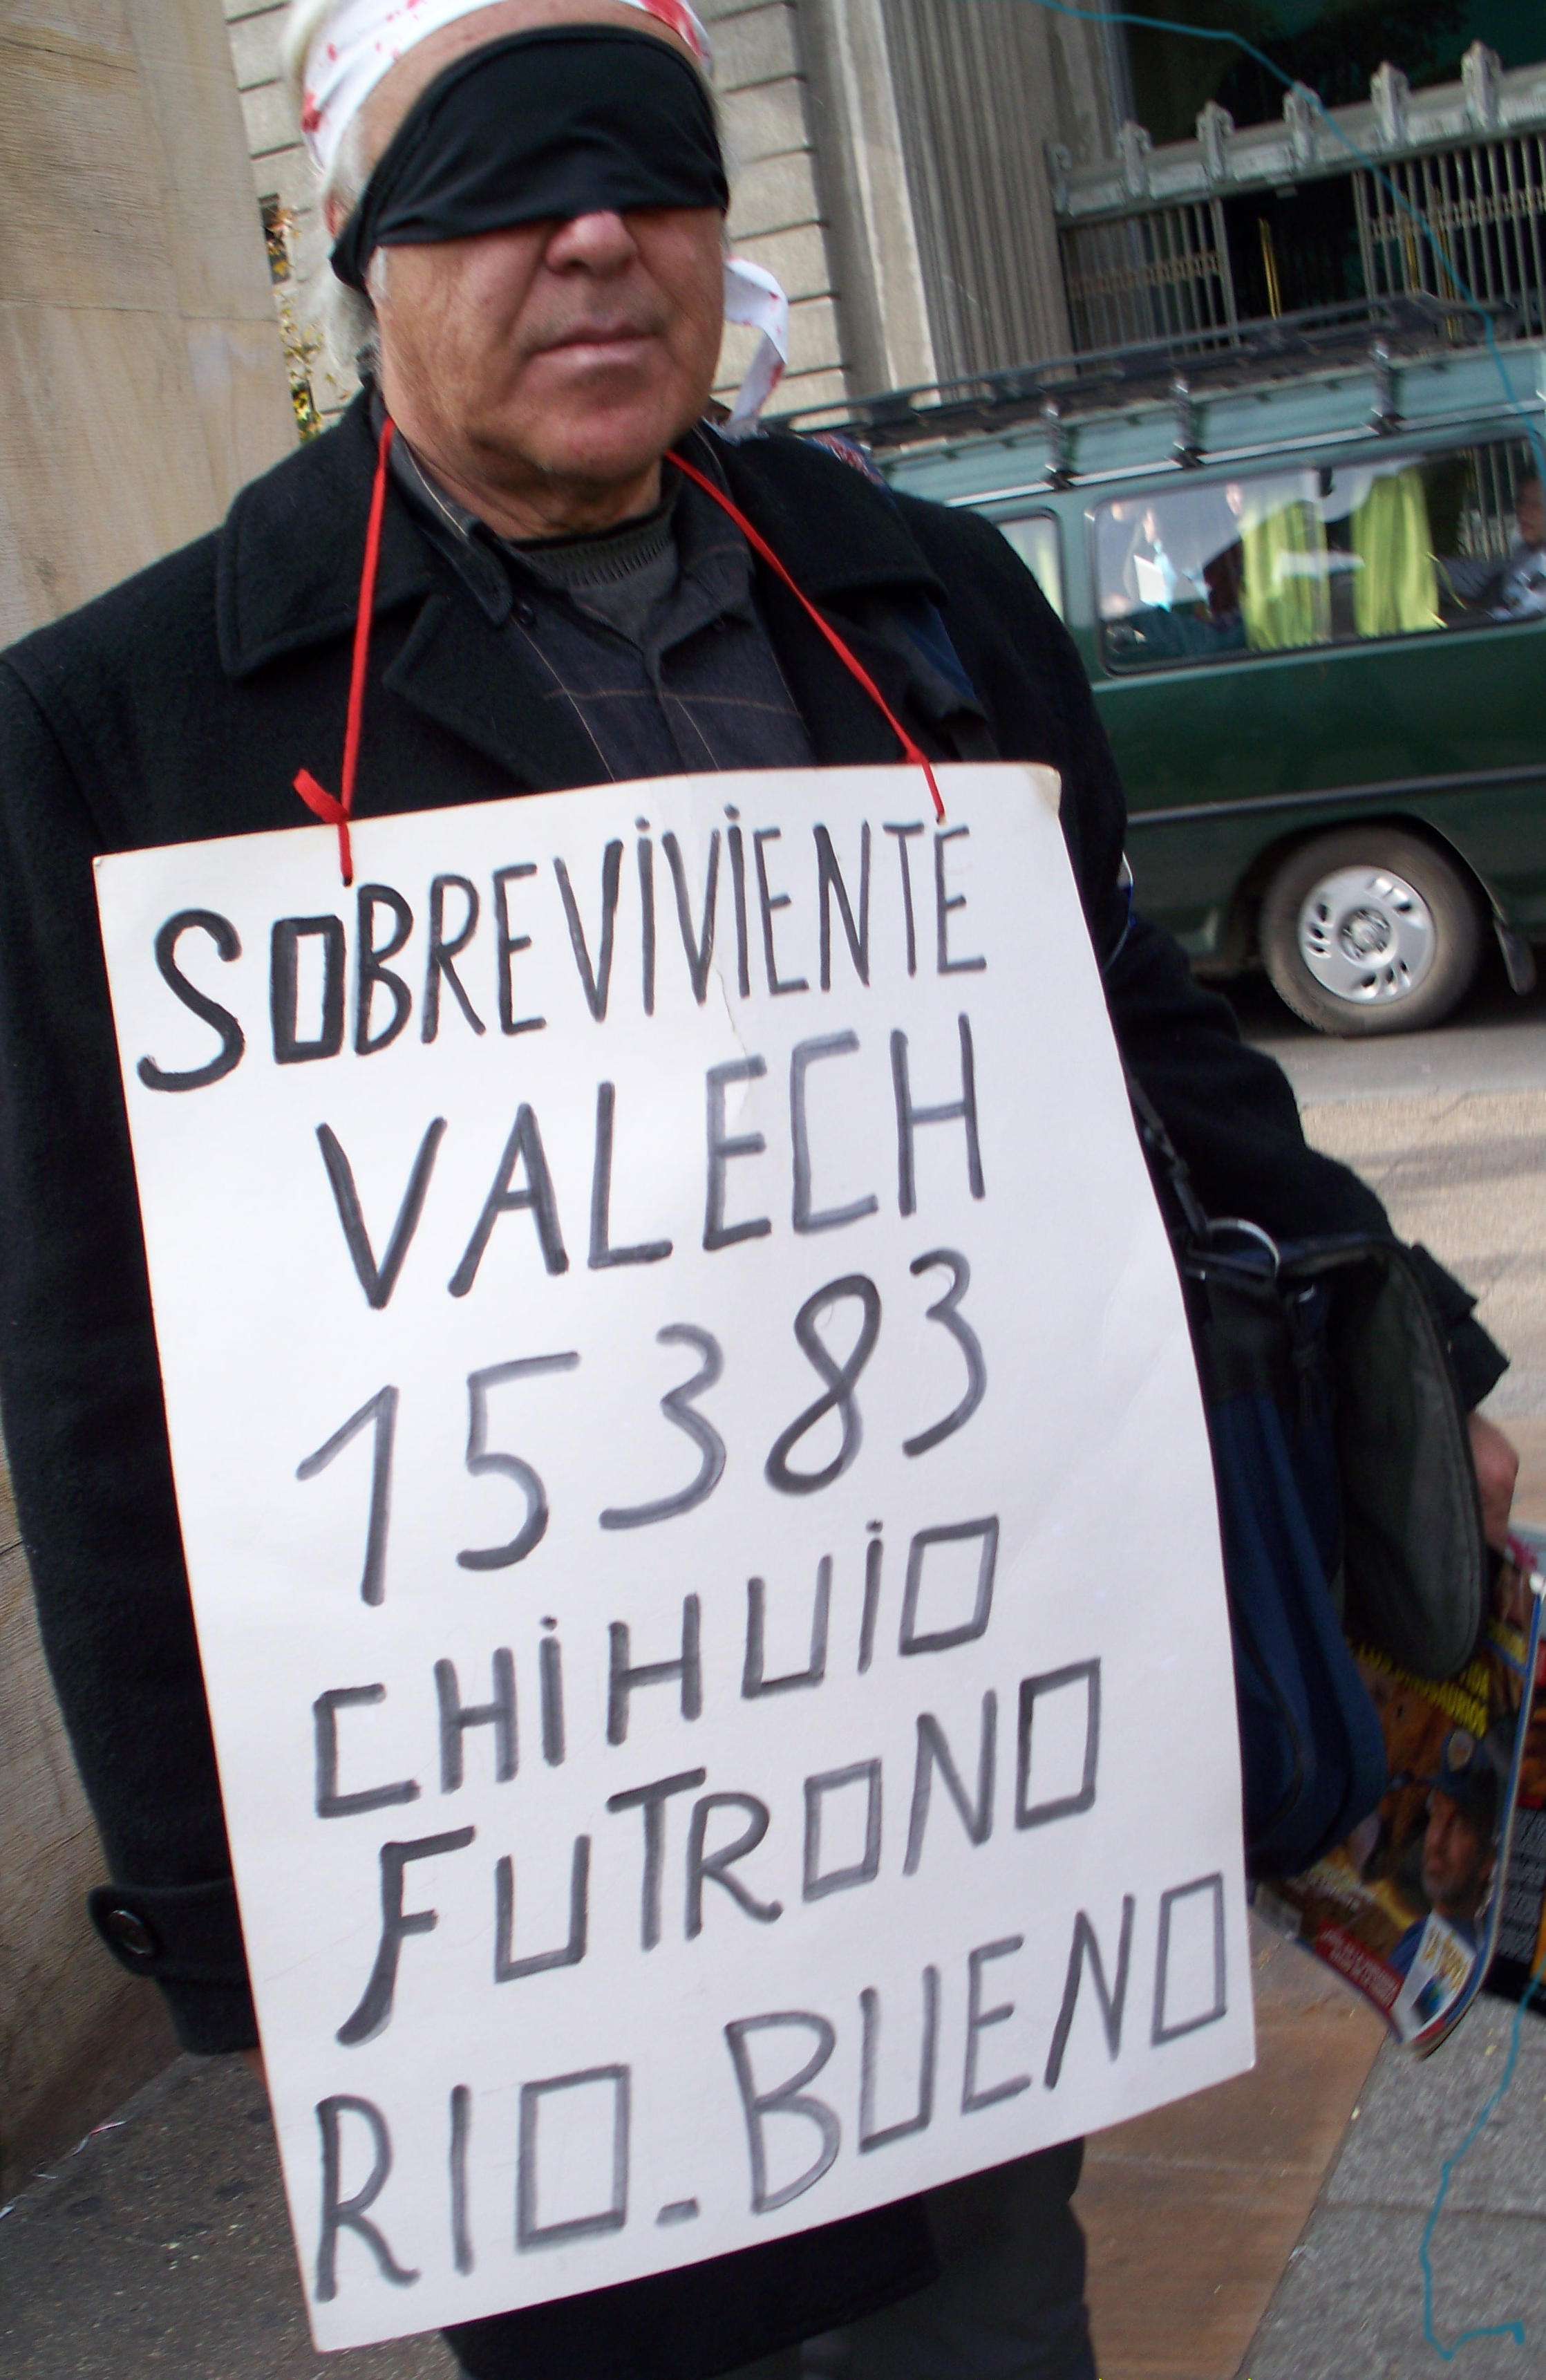 SOBREViViENTE
VALECH
15383
CHiHUiO
FUTRONO
RIO-BUENO